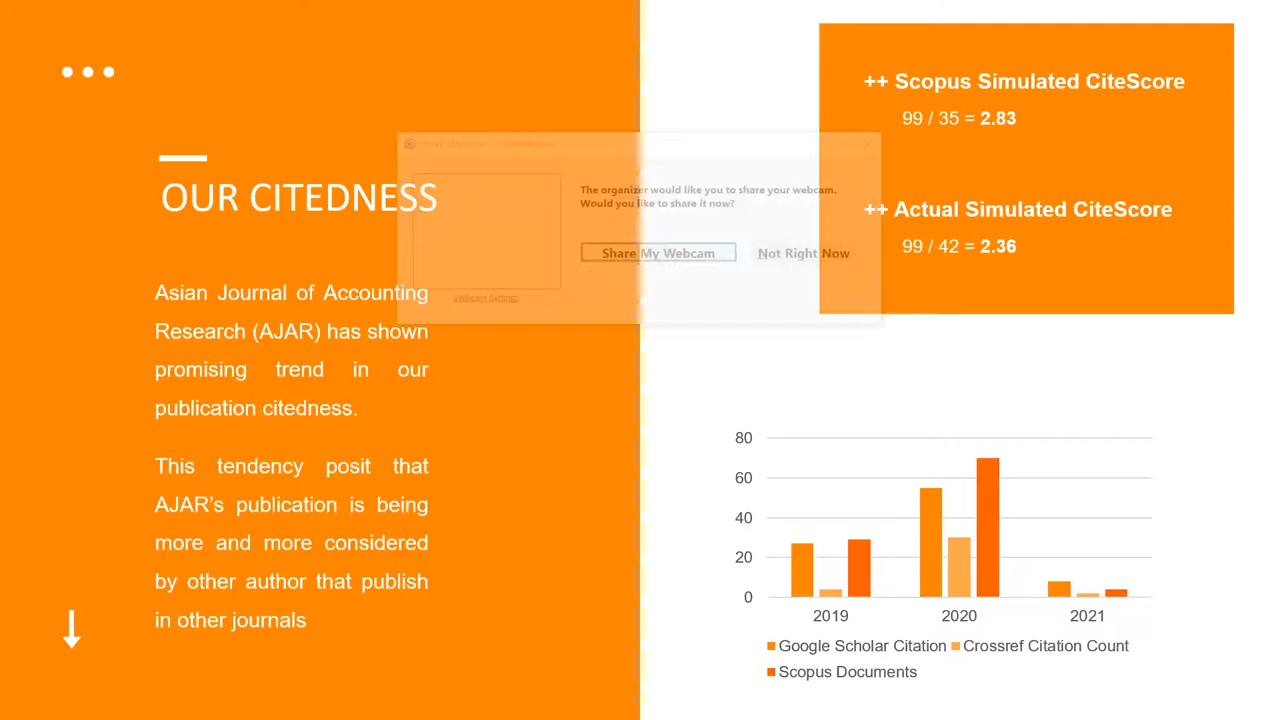 OUR CITEDNESS
Asian Journal of Accounting
Research (AJAR) has shown
promising trend in our
publication citedness.
This tendency posit that
AJAR's publication is being
more and more considered
by other author that publish
in other journals
The organizer would like you to share your webcam.
Would you like to share it now?
Share My Webcam
Not Right Now
Webcam Settings
++ Scopus Simulated CiteScore
99 / 35 = 2.83
++ Actual Simulated CiteScore
99 / 42 = 2.36
80
60
40
20
0
2019 2020 2021
Google Scholar Citation Crossref Citation Count
Scopus Documents